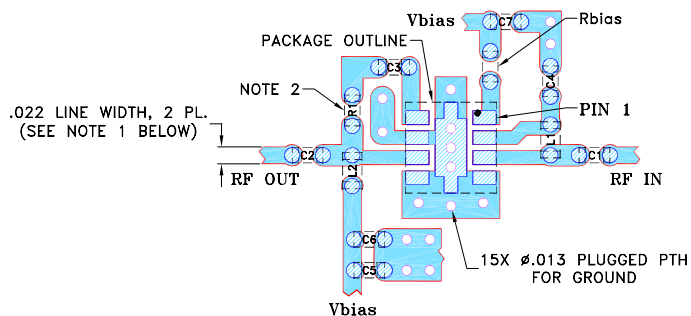 Vbias
C7
Rbias
PACKAGE OUTLINE
C3
C4
NOTE 2
R1
PIN 1
.022 LINE WIDTH, 2 PL.
(SEE NOTE 1 BELOW)
C2
L2
L1
C1
RF OUT
RF IN
C6
C5
15X Ø.013 PLUGGED PTH
FOR GROUND
Vbias